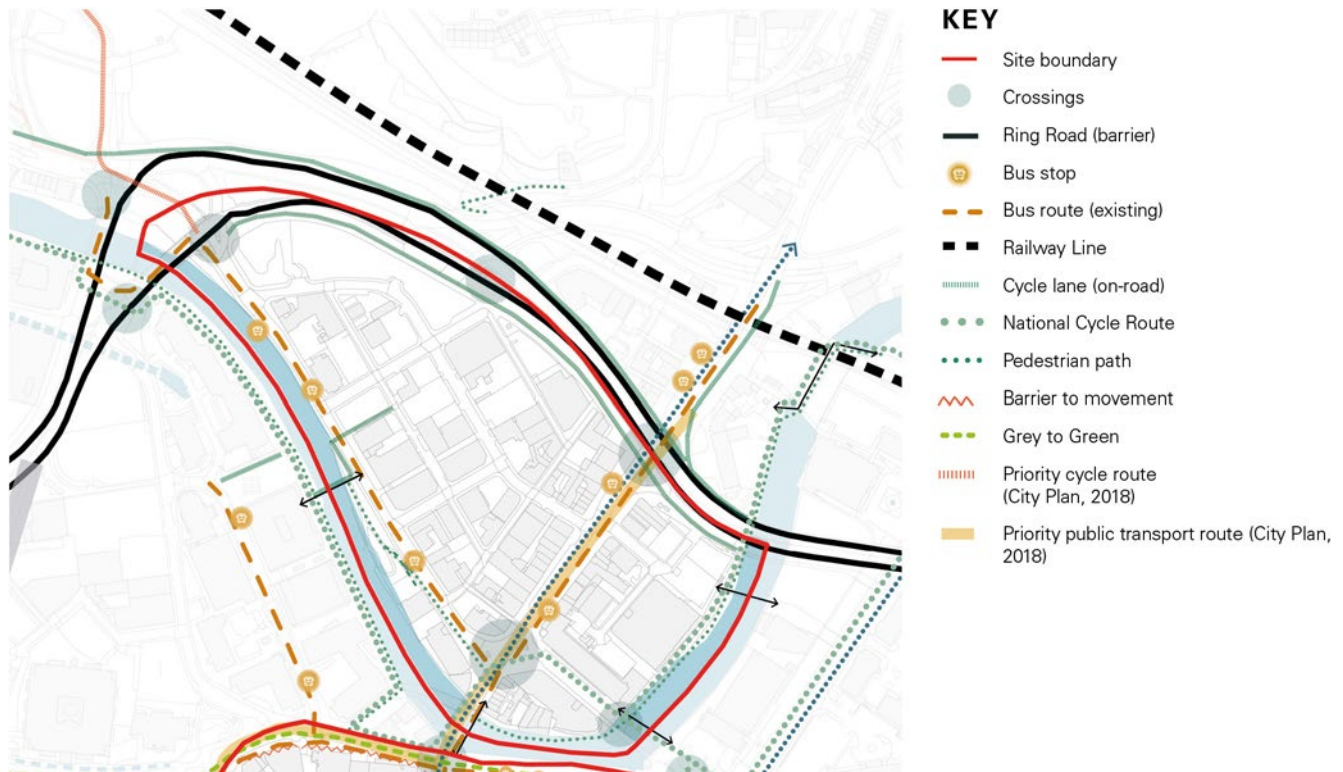 KEY
Site boundary
Crossings
Ring Road (barrier)
Bus stop
Bus route (existing)
Railway Line
Cycle lane (on-road)
National Cycle Route
Pedestrian path
Barrier to movement
Grey to Green
Priority cycle route
(City Plan, 2018)
Priority public transport route (City Plan,
2018)